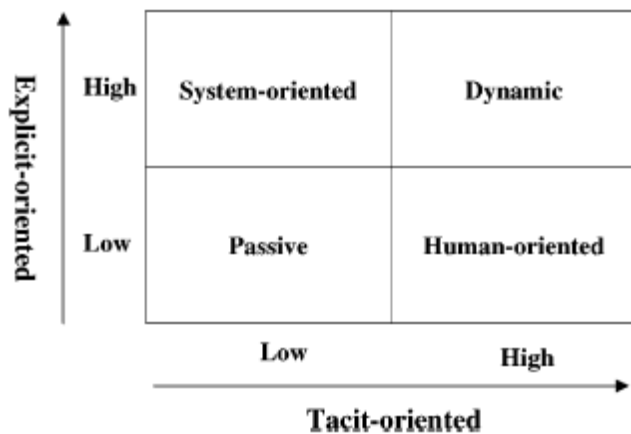 Explicit-oriented
High
System-oriented
Dynamic
Low
Passive
Human-oriented
Low
High
Tacit-oriented